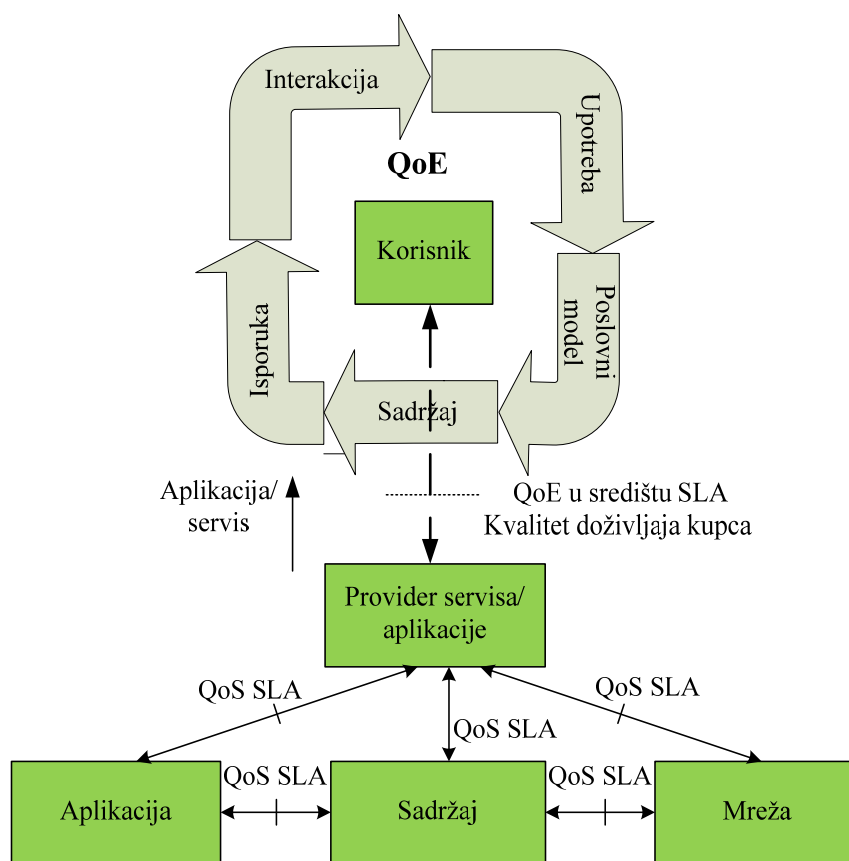 Interakcija
Upotreba
QoE
Korisnik
Poslovni
model
Isporuka
Sadržaj
Aplikacija/
servis
QoE u središtu SLA
Kvalitet doživljaja kupca
Provider servisa/
aplikacije
QoS SLA
QoS SLA
QoS SLA
QoS SLA
QoS SLA
Aplikacija
Sadržaj
Mreža